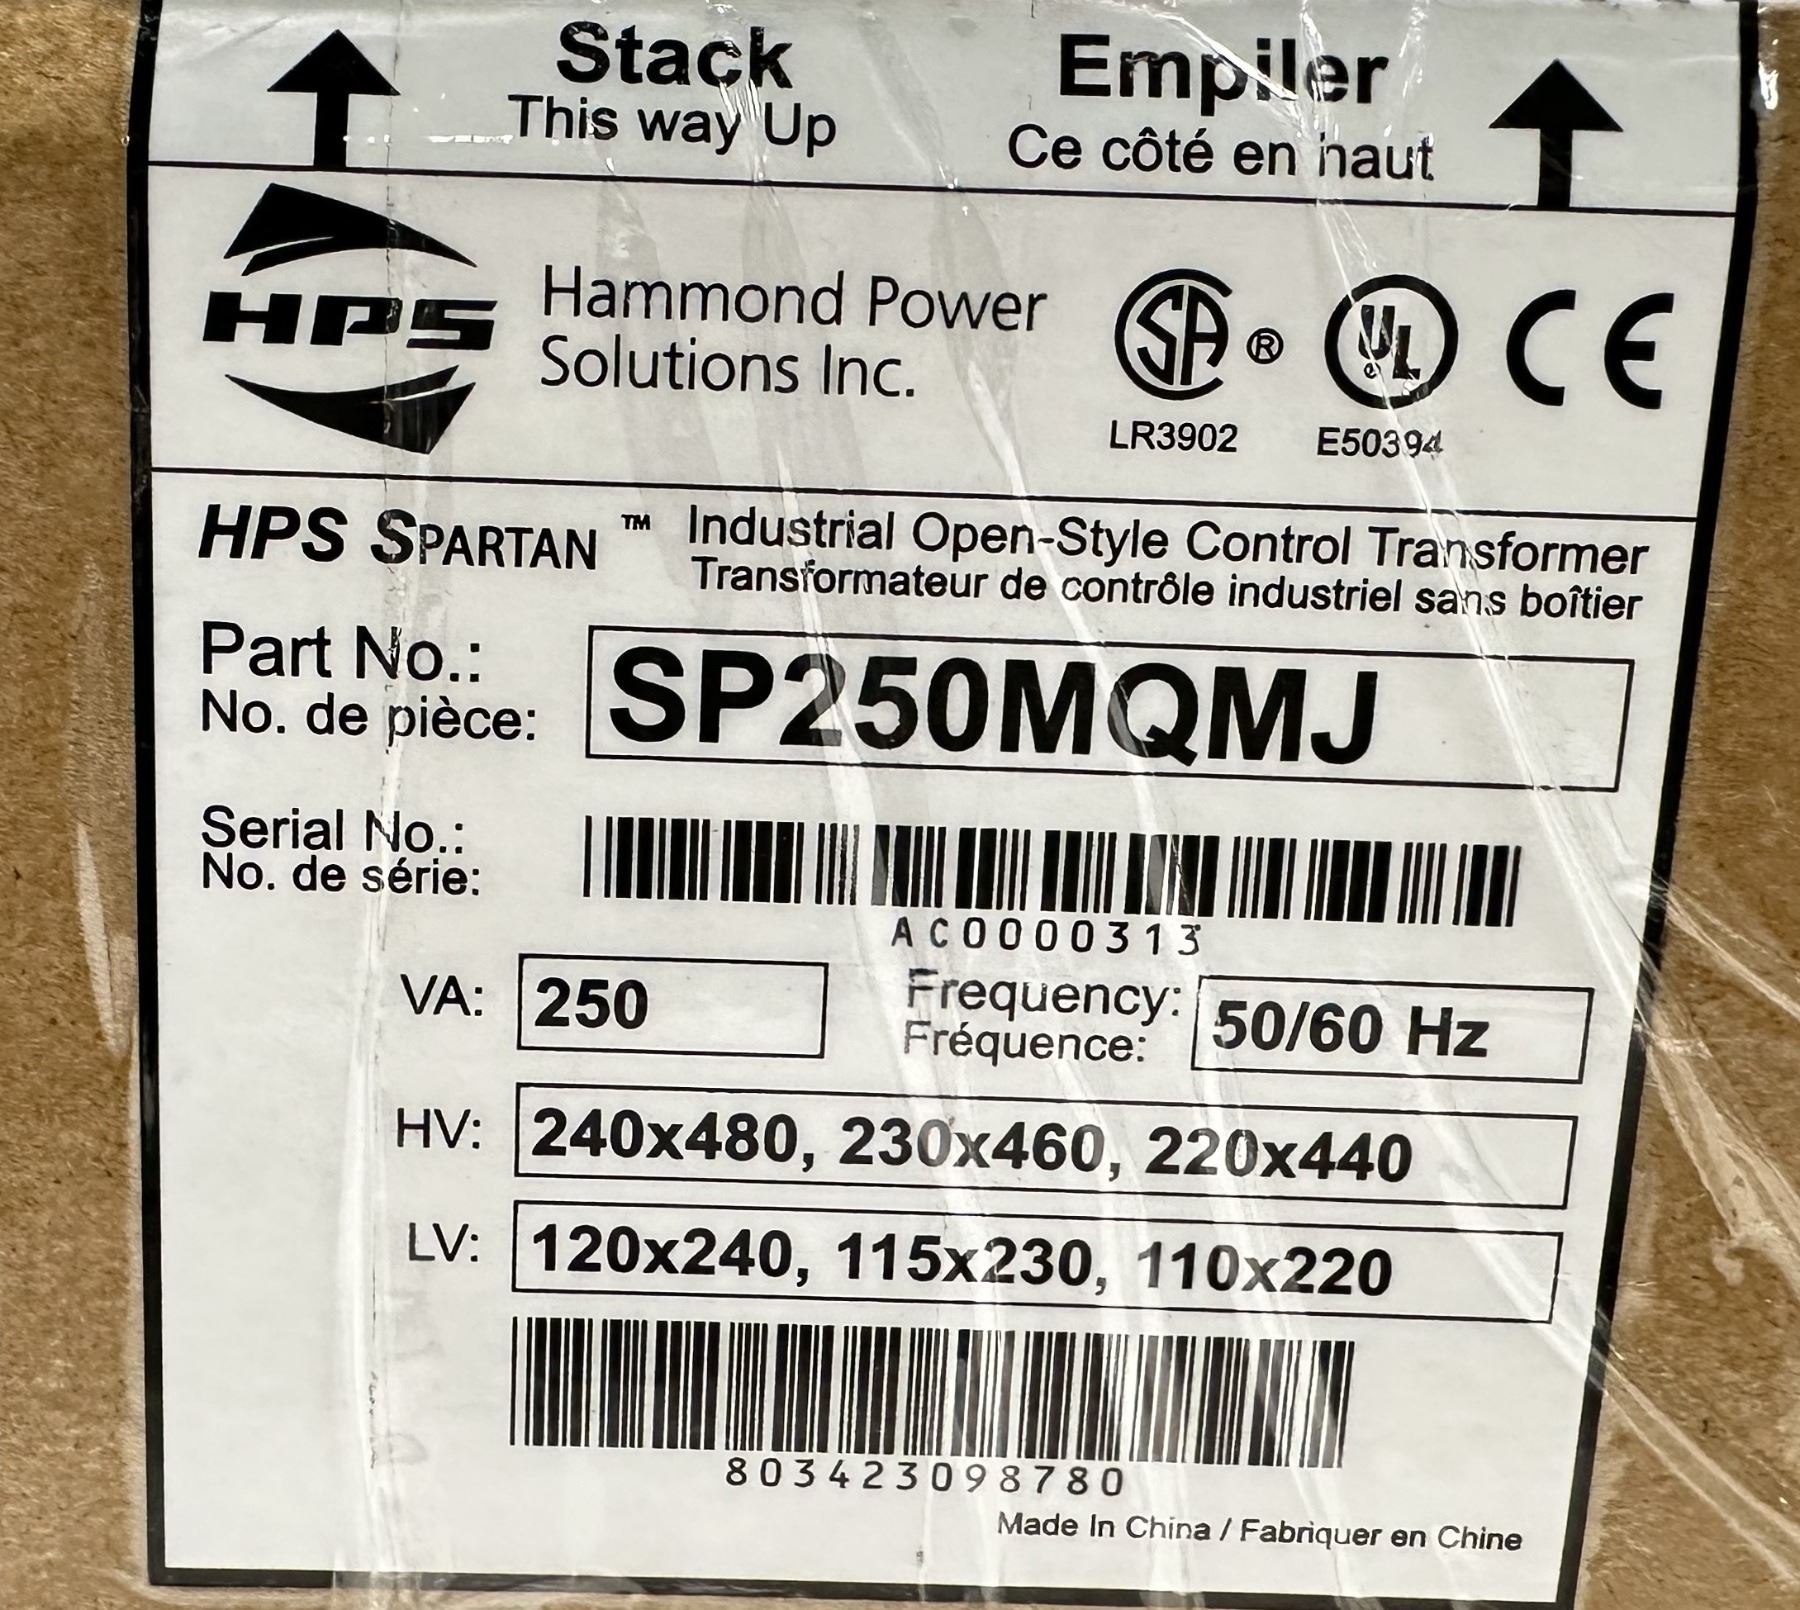 Stack
This way Up
Empiler
Ce côté en haut
HPS
Hammond Power
Solutions Inc.
SA ®
LR3902
UL
E50394
CE
HPS SPARTAN ™ Industrial Open-Style Control Transformer
Transformateur de contrôle industriel sans boîtier
Part No.:
No. de pièce:
SP250MQMJ
Serial No.:
No. de série:
AC0000313
VA: 250
Frequency:
Fréquence:
50/60 Hz
HV: 240x480, 230x460, 220x440
LV: 120x240, 115x230, 110x220
803423098780
Made In China / Fabriquer en Chine